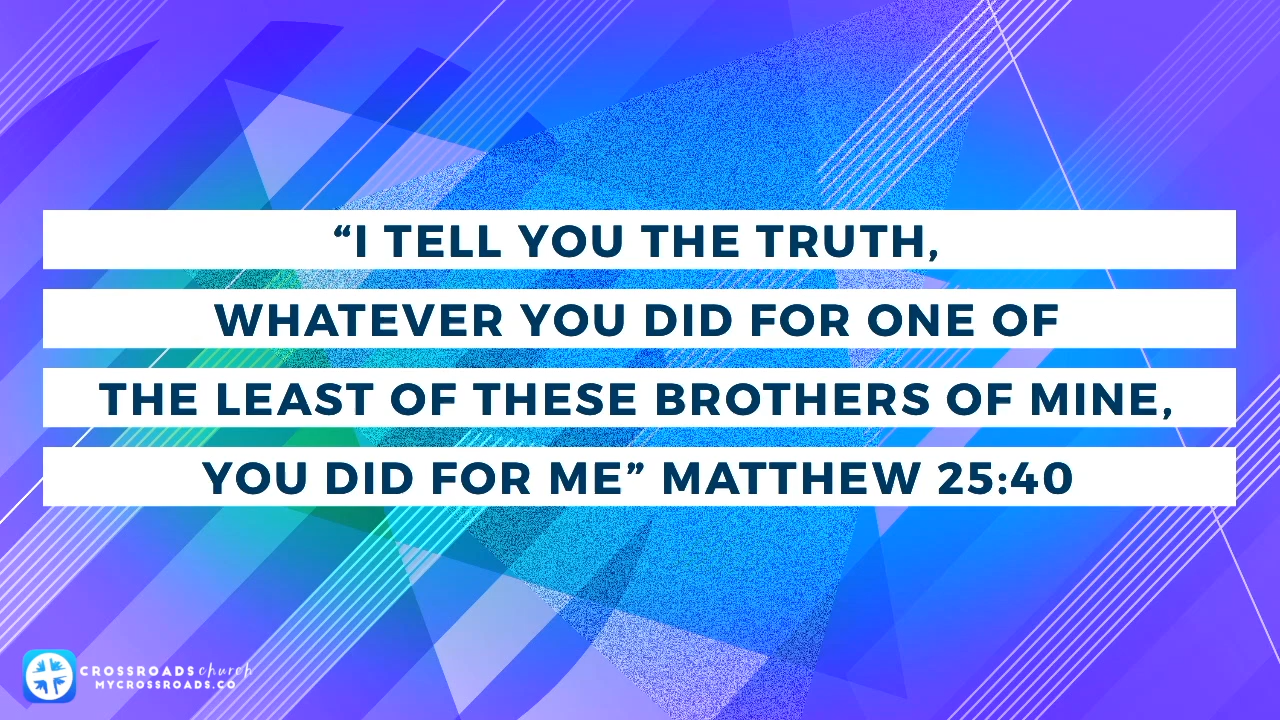 “I TELL YOU THE TRUTH,
WHATEVER YOU DID FOR ONE OF
THE LEAST OF THESE BROTHERS OF MINE,
YOU DID FOR ME” MATTHEW 25:40
CROSSROADS church
MYCROSSROADS.CO